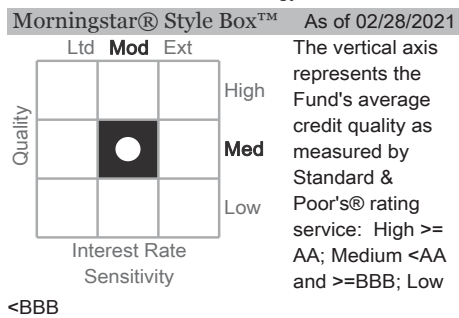 Morningstar® Style Box™ As of 02/28/2021
Ltd Mod Ext
High
Med
Low
Quality
Interest Rate
Sensitivity
The vertical axis
represents the
Fund's average
credit quality as
measured by
Standard &
Poor's® rating
service: High >=
AA; Medium <AA
and >=BBB; Low
<BBB